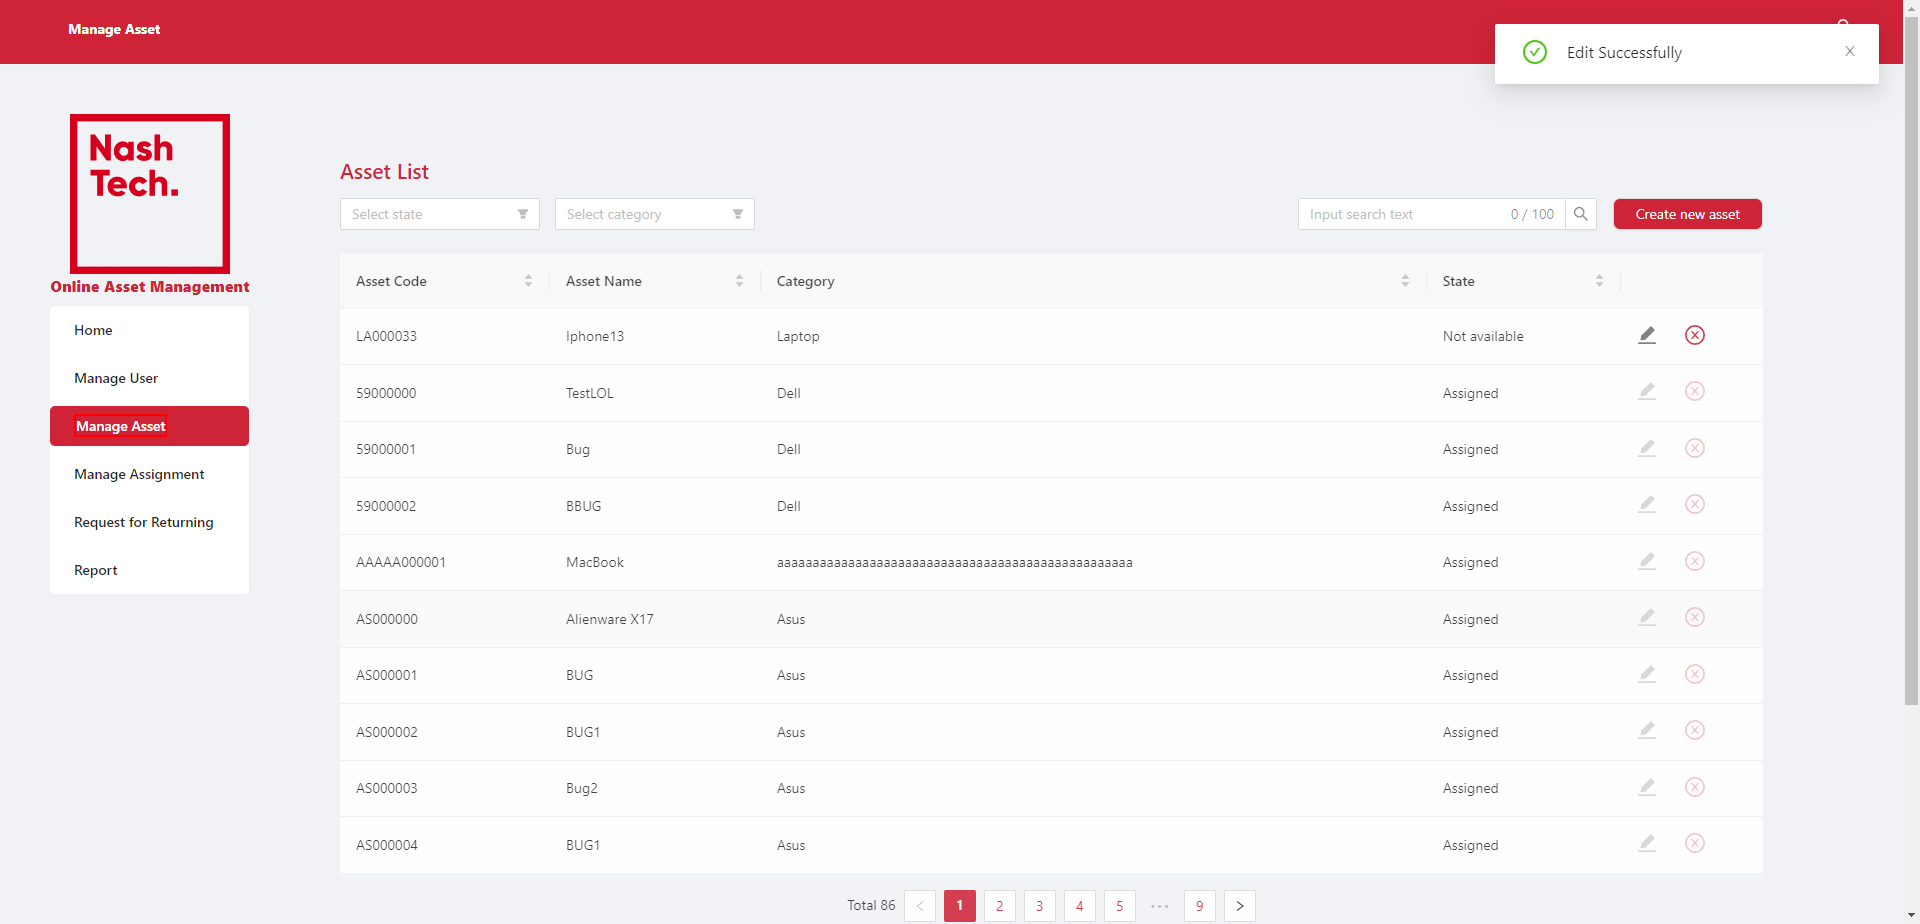 Manage Asset
Edit Successfully
Nash
Tech.
Online Asset Management
Home
Manage User
Manage Asset
Manage Assignment
Request for Returning
Report
Asset List
Select state
Select category
Input search text 0 / 100
Create new asset
Asset Code Asset Name Category State
LA000033 Iphone13 Laptop Not available
59000000 TestLOL Dell Assigned
59000001 Bug Dell Assigned
59000002 BBUG Dell Assigned
AAAAA000001 MacBook aaaaaaaaaaaaaaaaaaaaaaaaaaaaaaaaaaaaaaaaaaaaaaaaaa Assigned
AS000000 Alienware X17 Asus Assigned
AS000001 BUG Asus Assigned
AS000002 BUG1 Asus Assigned
AS000003 Bug2 Asus Assigned
AS000004 BUG1 Asus Assigned
Total 86 < 1 2 3 4 5 ••• 9 >